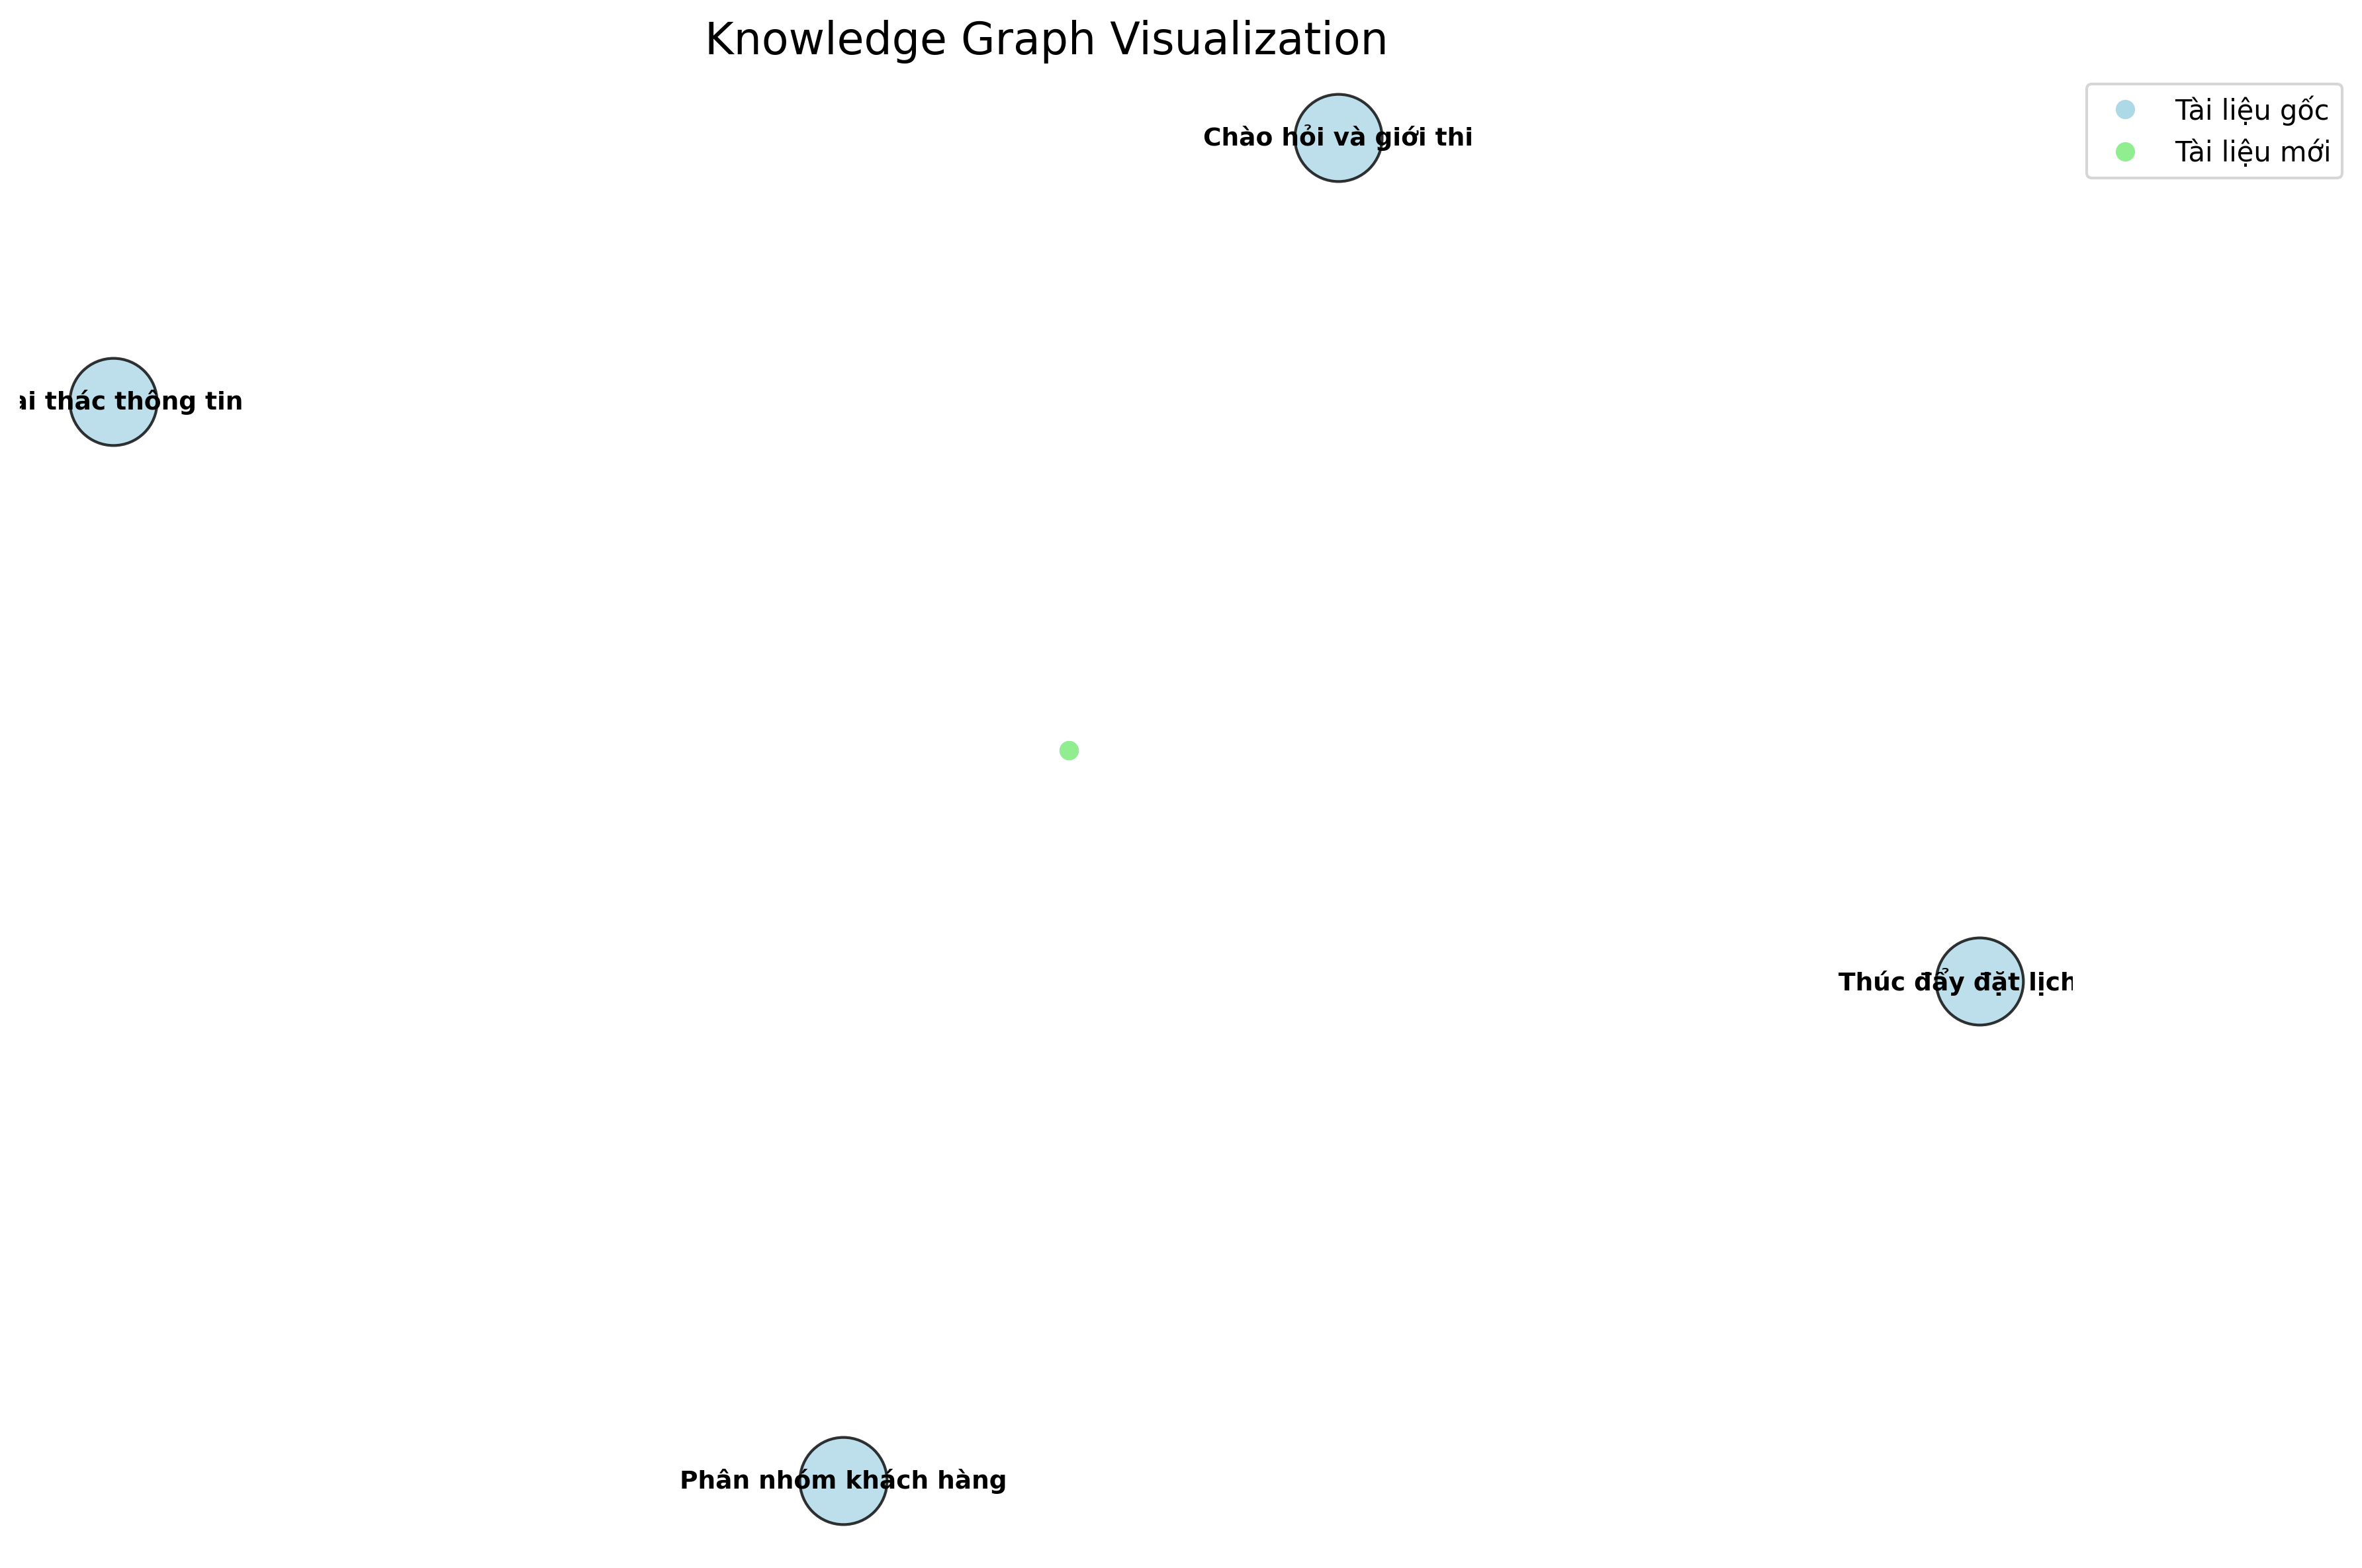 Knowledge Graph Visualization
Tài liệu gốc
Tài liệu mới
Chào hỏi và giới thi
ai thác thông tin
Thúc đẩy đặt lịch
Phân nhóm khách hàng